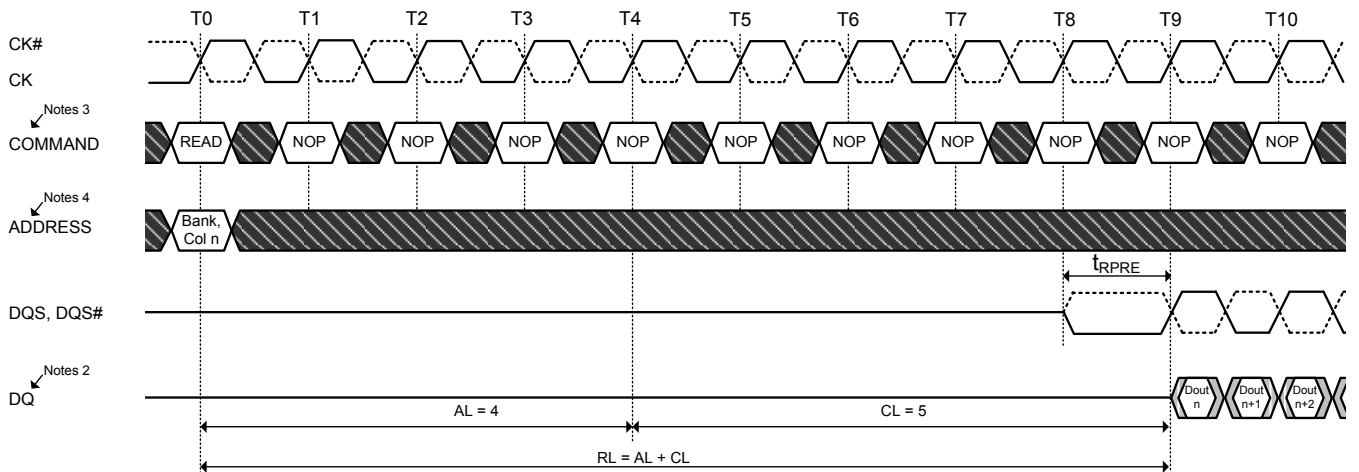 T0 T1 T2 T3 T4 T5 T6 T7 T8 T9 T10
CK#
CK
Notes 3
COMMAND
READ NOP NOP NOP NOP NOP NOP NOP NOP NOP NOP
Notes 4
ADDRESS
Bank,
Col n
tRPRE
DQS, DQS#
Notes 2
DQ
Dout
n
Dout
n+1
Dout
n+2
AL = 4
CL = 5
RL = AL + CL